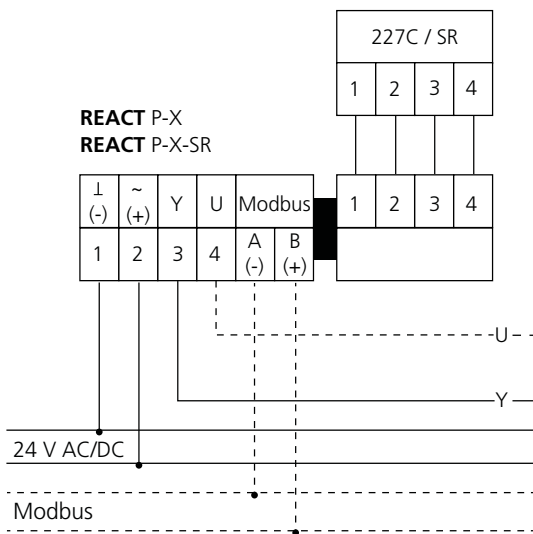 227C / SR
1 2 3 4
REACT P-X
REACT P-X-SR
⊥ (-) ~ (+) Y U Modbus
1 2 3 4 A (-) B (+)
1 2 3 4
U
Y
24 V AC/DC
Modbus